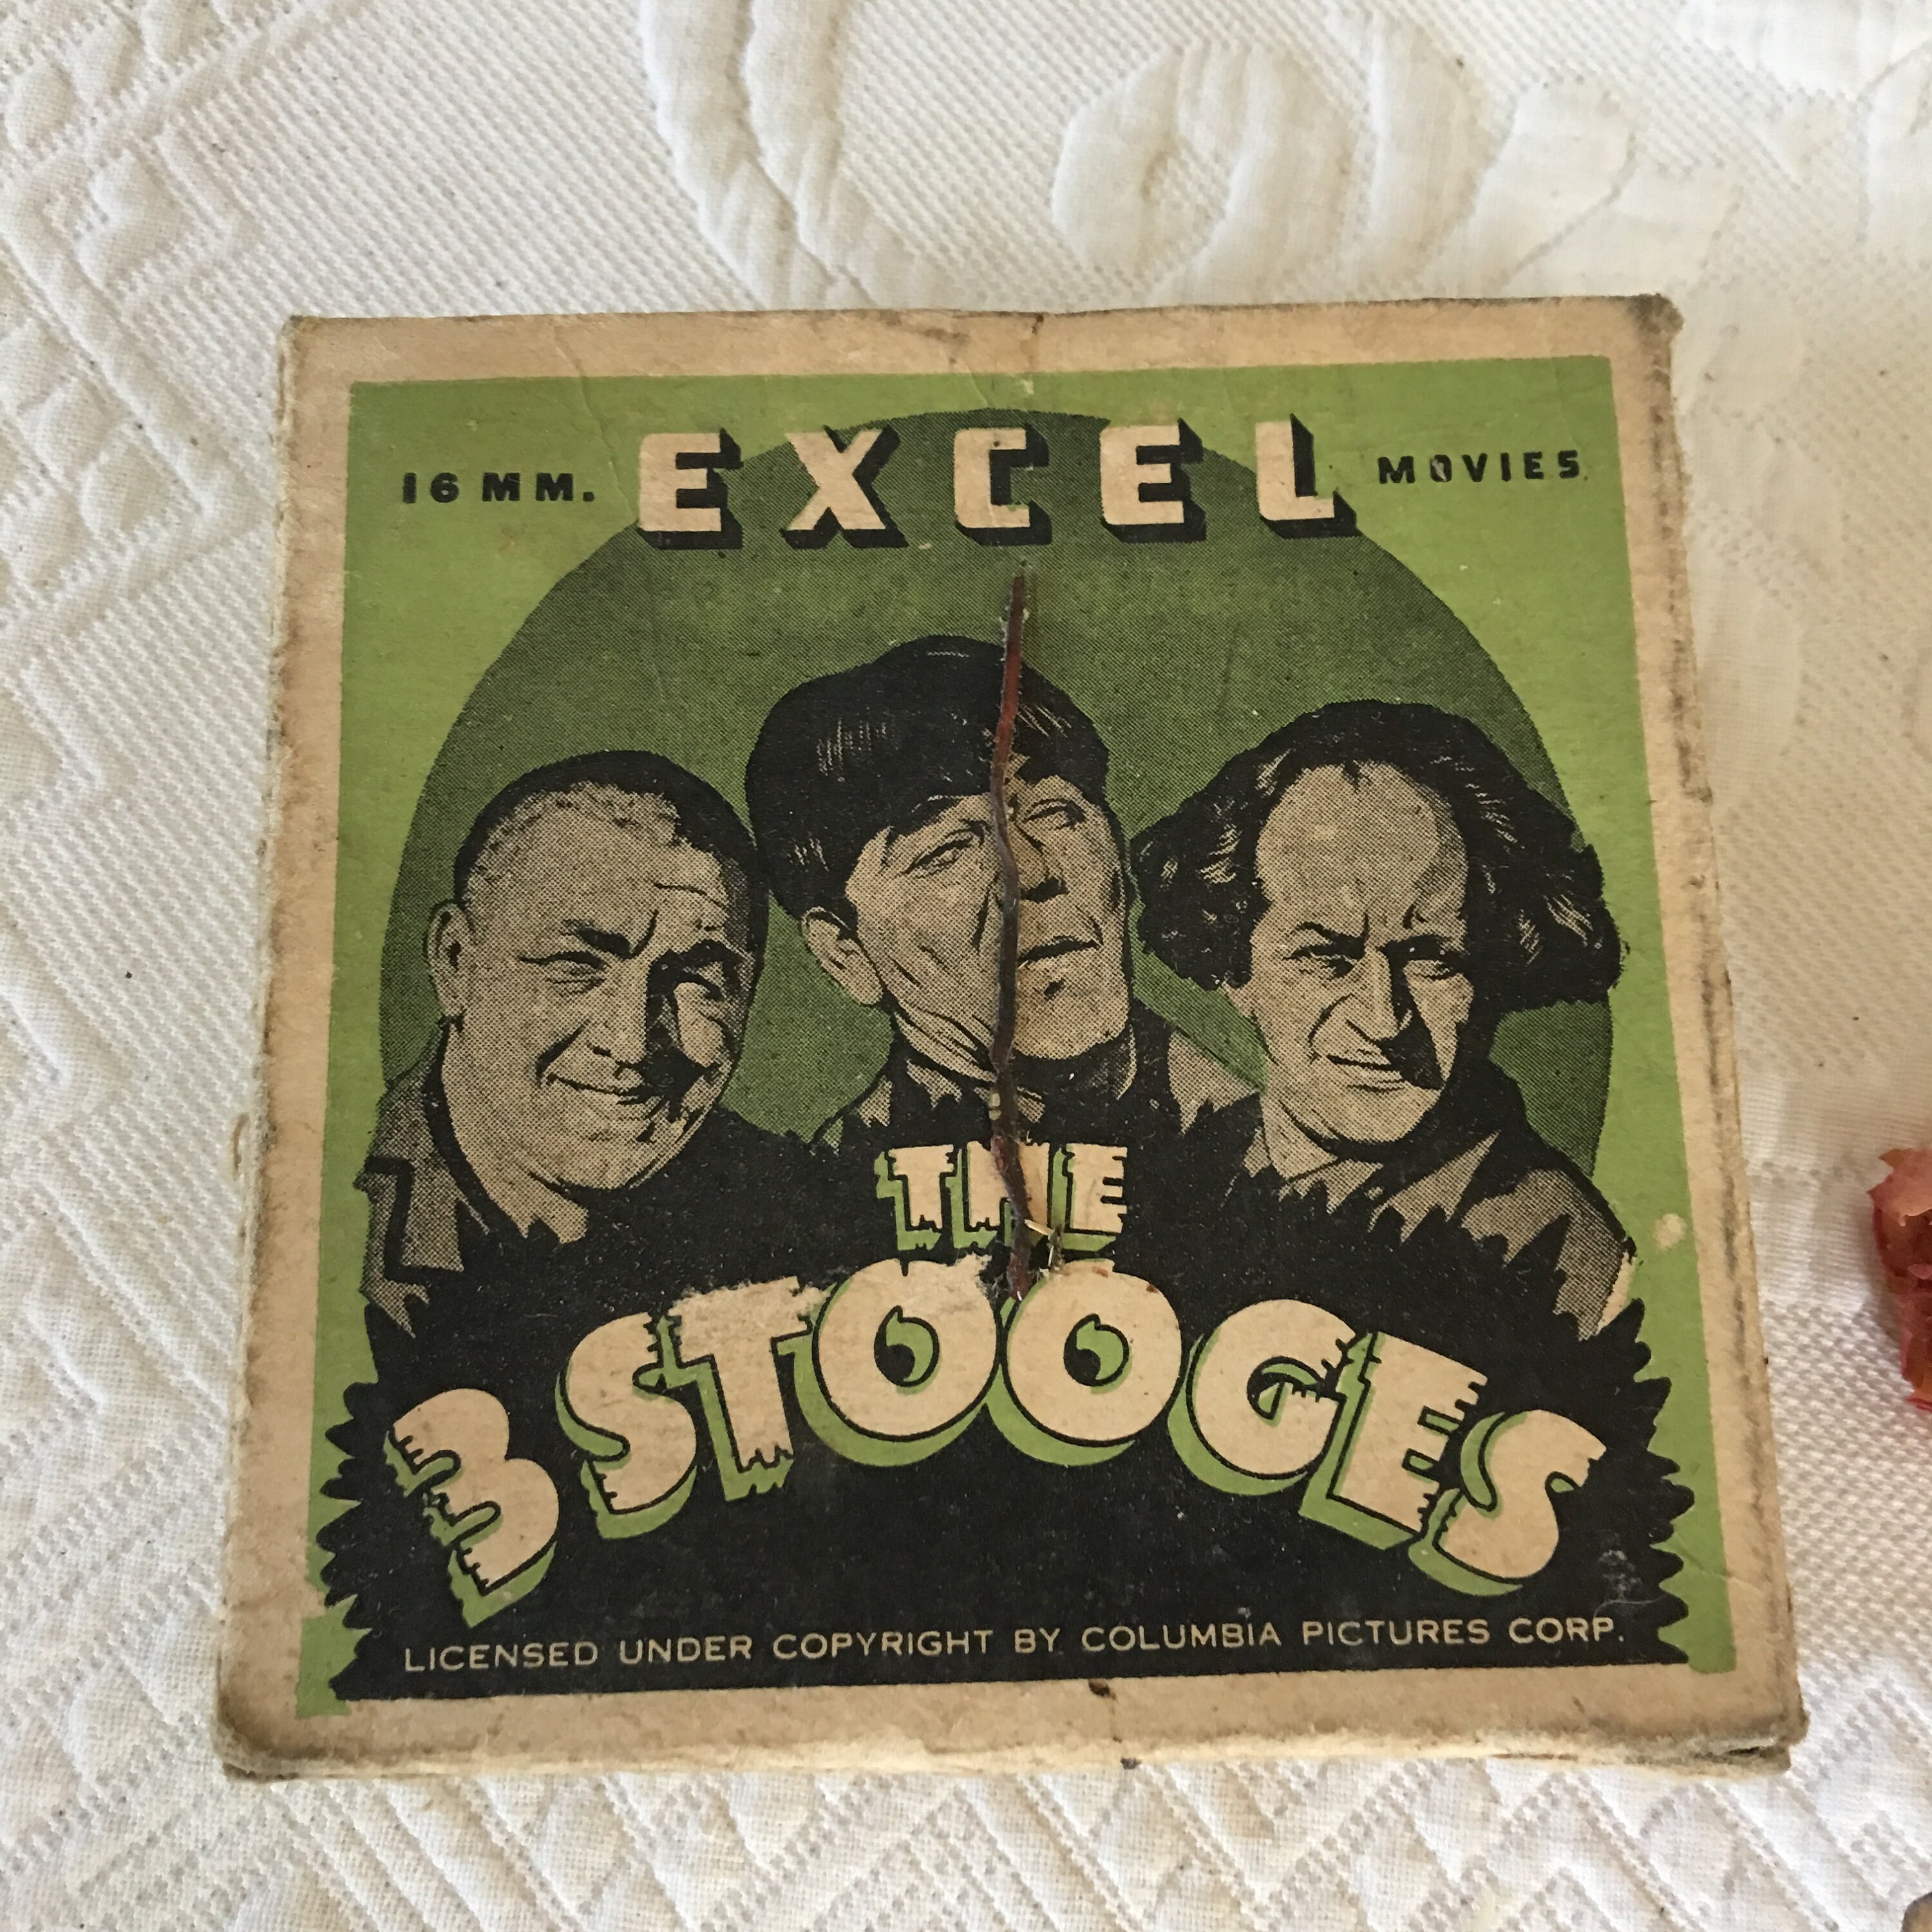 16 MM. EXCEL MOVIES
THE
3 STOOGES
LICENSED UNDER COPYRIGHT BY COLUMBIA PICTURES CORP.